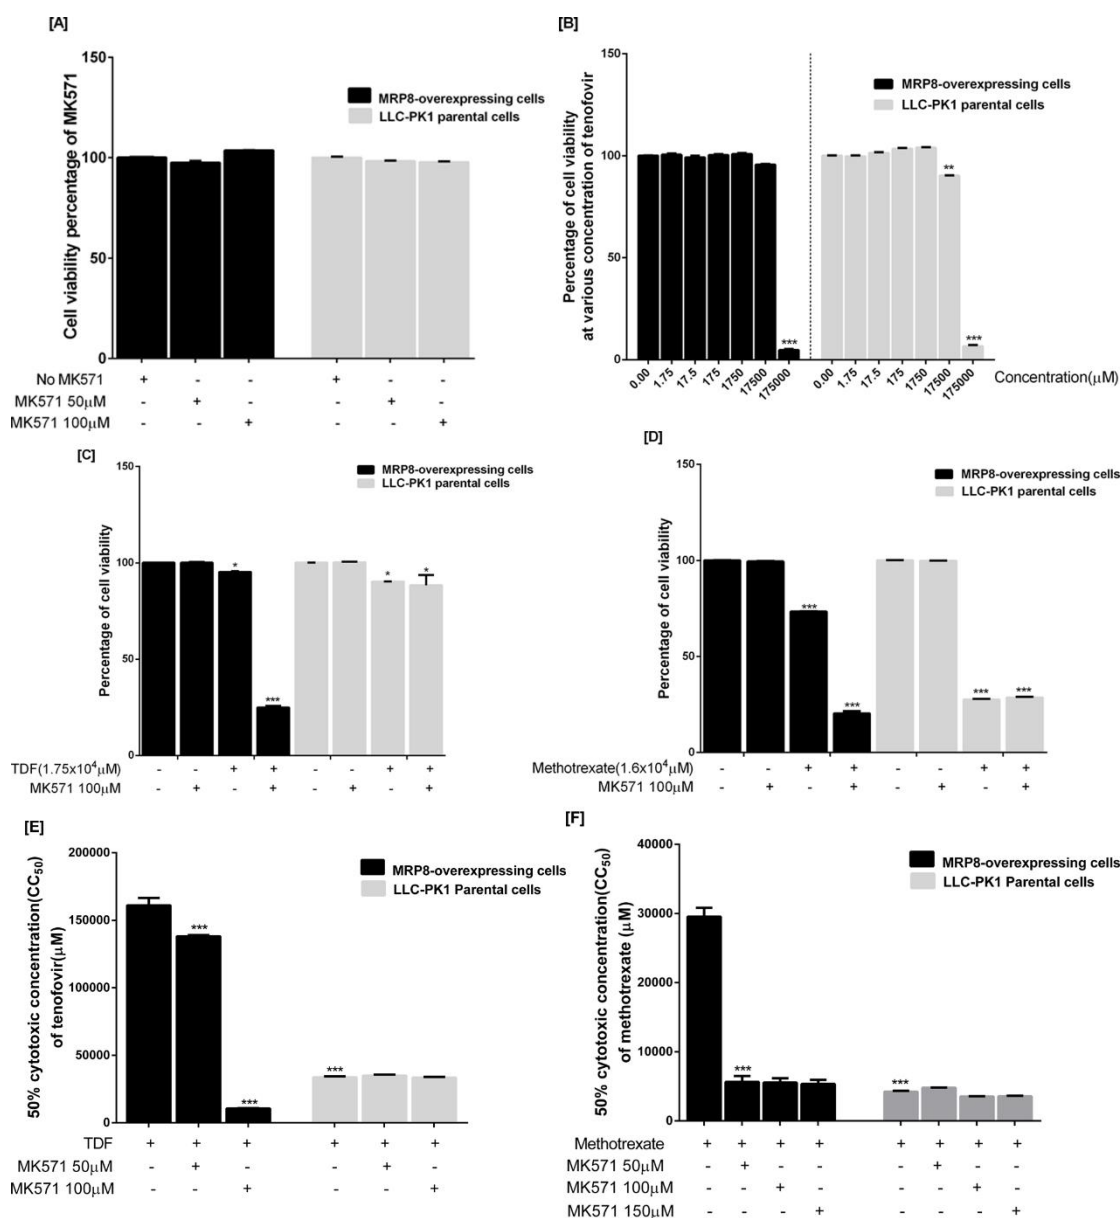 [A]
Cell viability percentage of MK571
150
100
50
0
MRP8-overexpressing cells
LLC-PK1 parental cells
No MK571 + - - + - -
MK571 50μM - + - - + -
MK571 100μM - - + - - +
[B]
Percentage of cell viability
at various concentration of tenofovir
150
100
50
0
MRP8-overexpressing cells
LLC-PK1 parental cells
***
**
***
0.00 1.75 17.5 175 1750 17500 175000 0.00 1.75 17.5 175 1750 17500 175000
Concentration(μM)
[C]
Percentage of cell viability
150
100
50
0
MRP8-overexpressing cells
LLC-PK1 parental cells
*
***
*
*
TDF(1.75x10⁴μM) - - + + - - + +
MK571 100μM - + - + - + - +
[D]
Percentage of cell viability
150
100
50
0
MRP8-overexpressing cells
LLC-PK1 parental cells
***
***
***
***
Methotrexate(1.6x10⁴μM) - - + + - - + +
MK571 100μM - + - + - + - +
[E]
50% cytotoxic concentration(CC₅₀)
of tenofovir(μM)
200000
150000
100000
50000
0
MRP8-overexpressing cells
LLC-PK1 Parental cells
***
***
***
TDF + + + + + +
MK571 50μM - + - - + -
MK571 100μM - - + - - +
[F]
50% cytotoxic concentration(CC₅₀)
of methotrexate (μM)
40000
30000
20000
10000
0
MRP8-overexpressing cells
LLC-PK1 Parental cells
***
***
Methotrexate + + + + + + + +
MK571 50μM - + - - - + - -
MK571 100μM - - + - - - + -
MK571 150μM - - - + - - - +